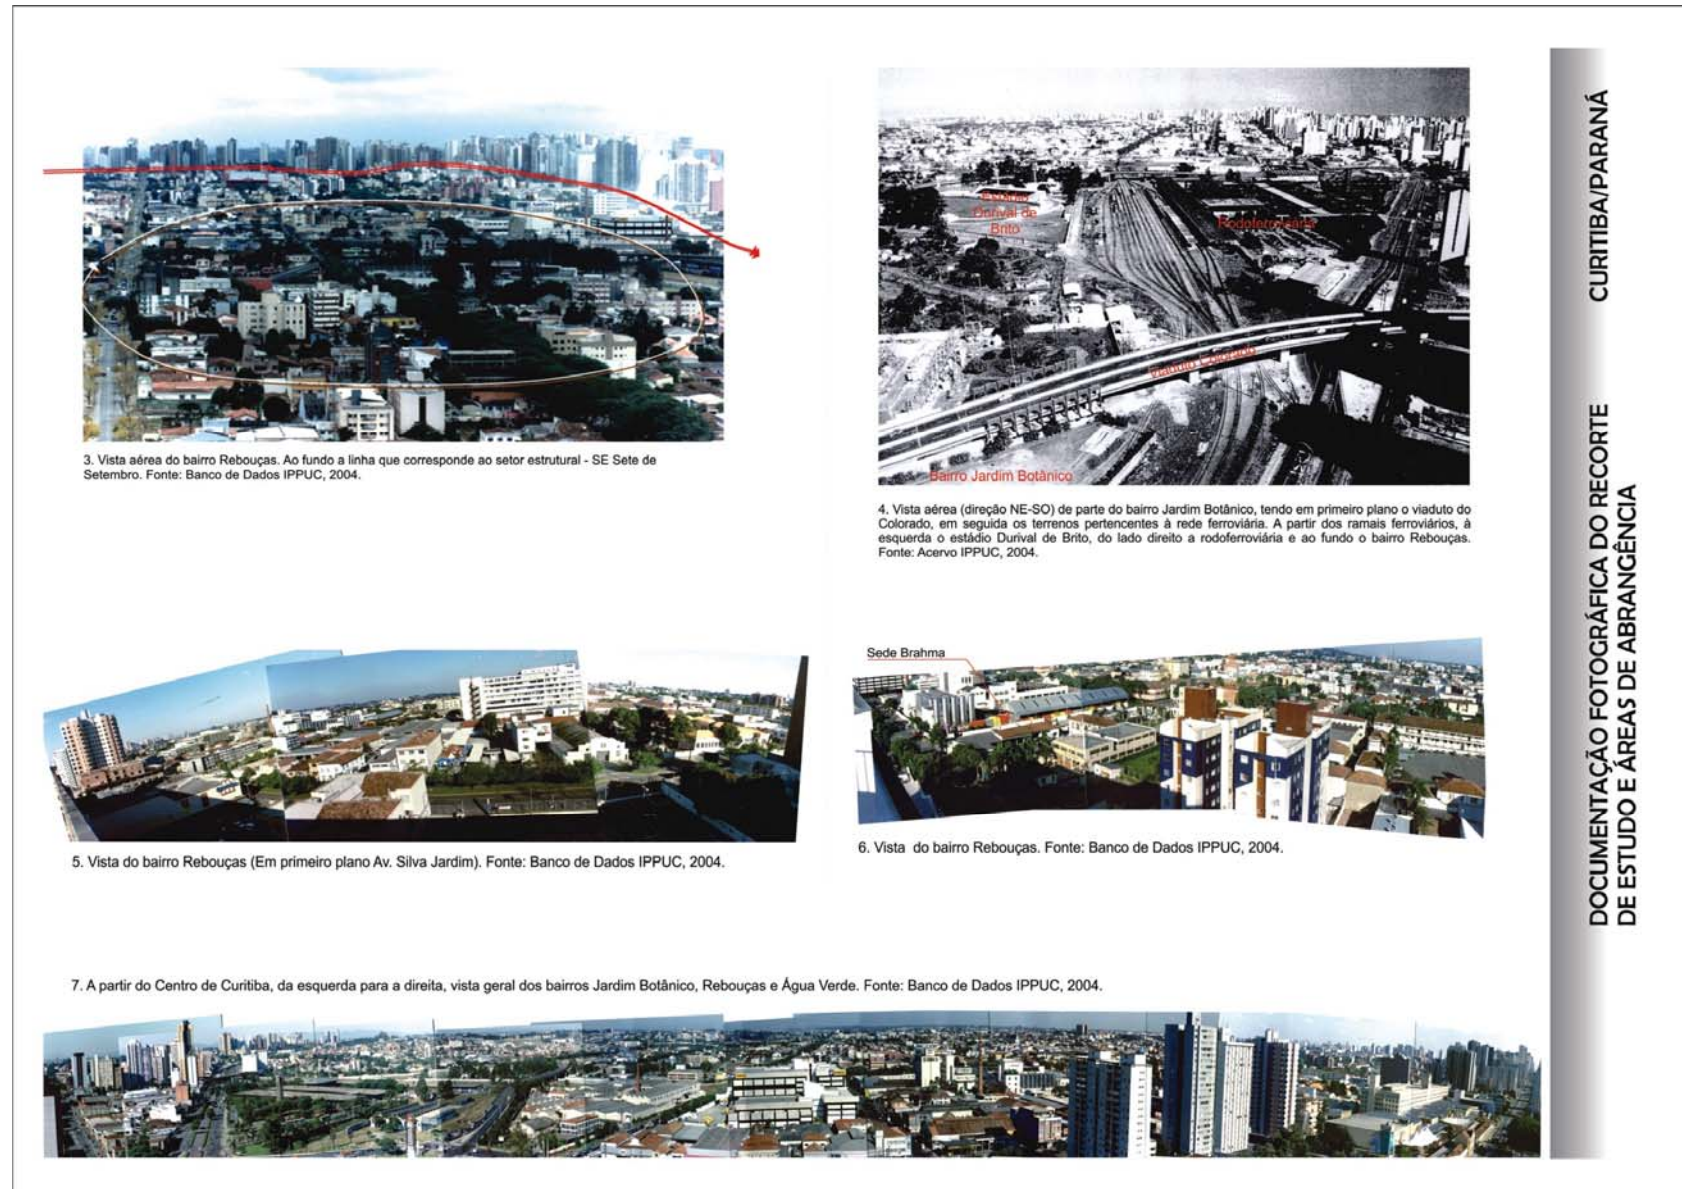 Estádio
Durival de
Brito
Rodoferroviária
Viaduto Colorado
Bairro Jardim Botânico
3. Vista aérea do bairro Rebouças. Ao fundo a linha que corresponde ao setor estrutural - SE Sete de
Setembro. Fonte: Banco de Dados IPPUC, 2004.
4. Vista aérea (direção NE-SO) de parte do bairro Jardim Botânico, tendo em primeiro plano o viaduto do
Colorado, em seguida os terrenos pertencentes à rede ferroviária. A partir dos ramais ferroviários, à
esquerda o estádio Durival de Brito, do lado direito a rodoferroviária e ao fundo o bairro Rebouças.
Fonte: Acervo IPPUC, 2004.
Sede Brahma
5. Vista do bairro Rebouças (Em primeiro plano Av. Silva Jardim). Fonte: Banco de Dados IPPUC, 2004.
6. Vista do bairro Rebouças. Fonte: Banco de Dados IPPUC, 2004.
7. A partir do Centro de Curitiba, da esquerda para a direita, vista geral dos bairros Jardim Botânico, Rebouças e Água Verde. Fonte: Banco de Dados IPPUC, 2004.
DOCUMENTAÇÃO FOTOGRÁFICA DO RECORTE
DE ESTUDO E ÁREAS DE ABRANGÊNCIA
CURITIBA/PARANÁ